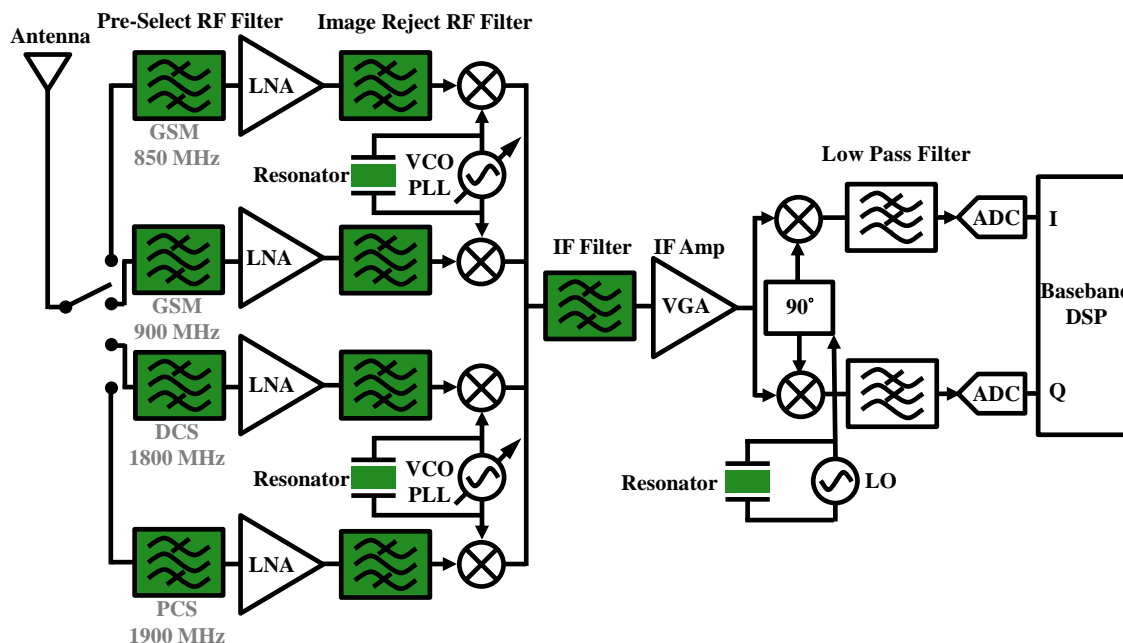 Pre-Select RF Filter
Image Reject RF Filter
Antenna
LNA
GSM
850 MHz
Resonator
VCO
PLL
LNA
GSM
900 MHz
LNA
DCS
1800 MHz
Resonator
VCO
PLL
LNA
PCS
1900 MHz
IF Filter
IF Amp
VGA
Low Pass Filter
90°
ADC
I
Baseband
DSP
ADC
Q
Resonator
LO